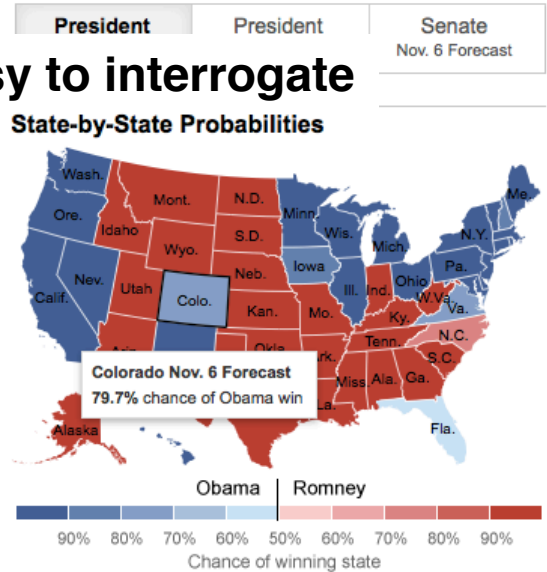 President
President
Senate
Nov. 6 Forecast
sy to interrogate
State-by-State Probabilities
Wash.
Mont.
N.D.
Minn.
Me.
Ore.
Idaho
S.D.
Wis.
Mich.
N.Y.
Wyo.
Iowa
Neb.
Pa.
Nev.
Utah
Colo.
Ill.
Ind.
Ohio
Calif.
Kan.
Mo.
W.Va.
Va.
Ky.
N.C.
Tenn.
Ariz.
Okla.
Ark.
S.C.
Colorado Nov. 6 Forecast
79.7% chance of Obama win
Miss.
Ala.
Ga.
La.
Alaska
Fla.
Obama
Romney
90%
80%
70%
60%
50%
60%
70%
80%
90%
Chance of winning state